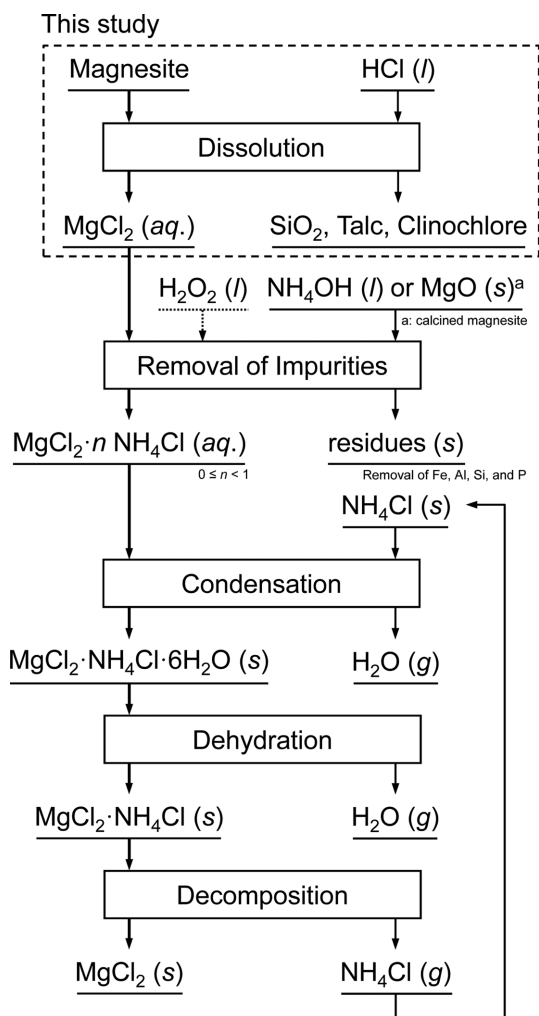 This study
Magnesite HCl (l)
Dissolution
MgCl₂ (aq.) SiO₂, Talc, Clinochlore
H₂O₂ (l) NH₄OH (l) or MgO (s)ᵃ
a: calcined magnesite
Removal of Impurities
MgCl₂·n NH₄Cl (aq.) residues (s)
0 ≤ n < 1 Removal of Fe, Al, Si, and P
NH₄Cl (s)
Condensation
MgCl₂·NH₄Cl·6H₂O (s) H₂O (g)
Dehydration
MgCl₂·NH₄Cl (s) H₂O (g)
Decomposition
MgCl₂ (s) NH₄Cl (g)